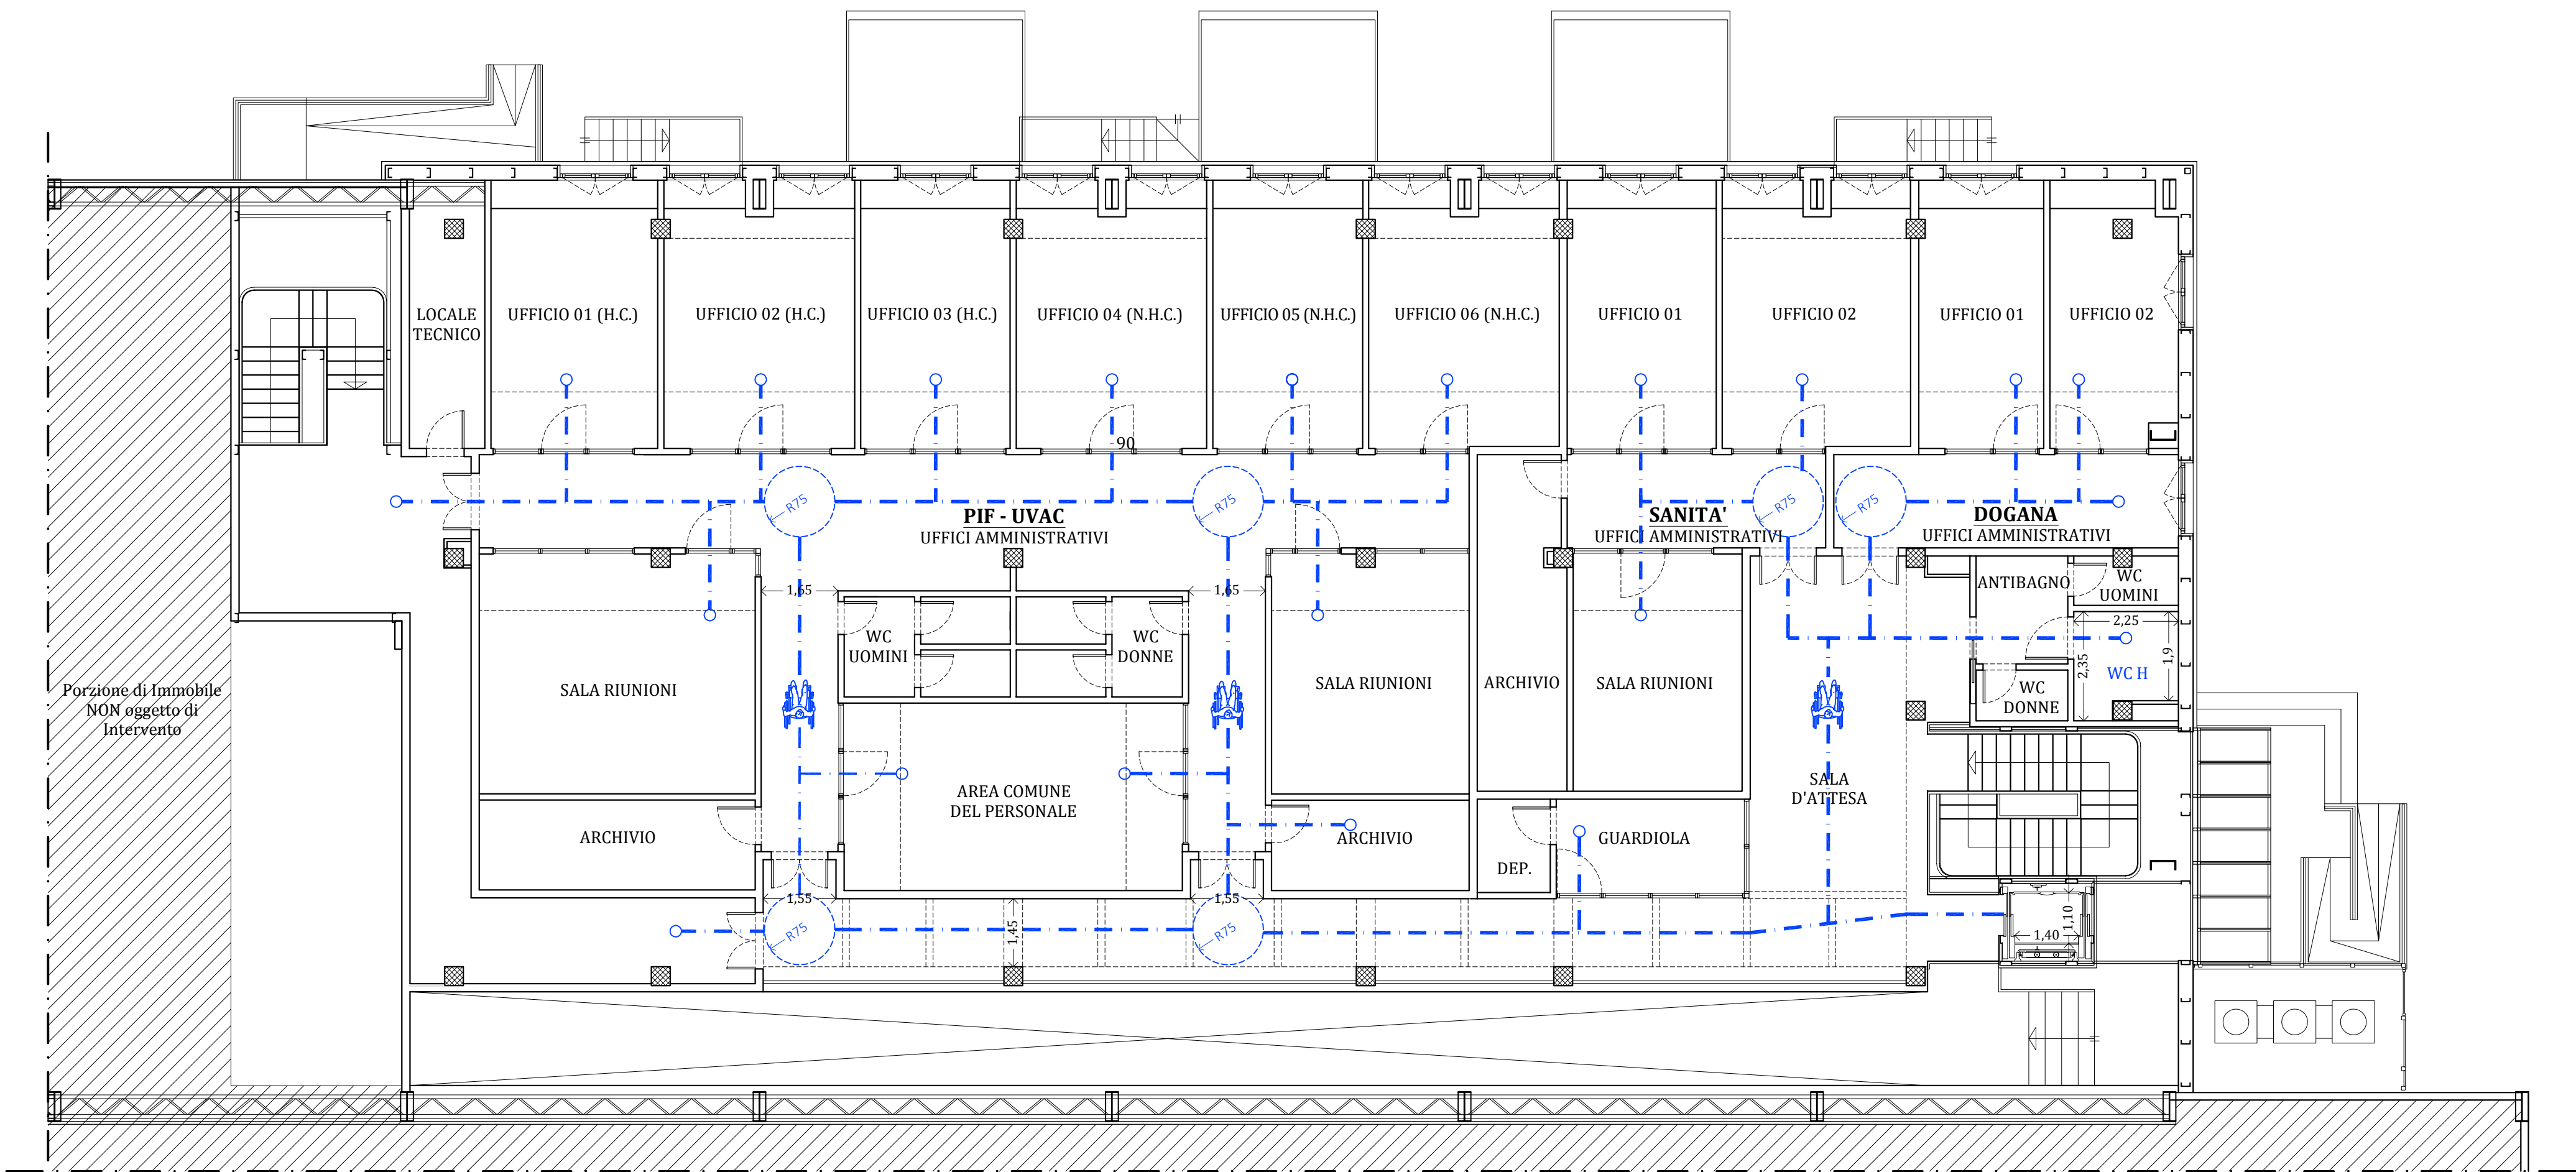 LOCALE
TECNICO
UFFICIO 01 (H.C.)
UFFICIO 02 (H.C.)
UFFICIO 03 (H.C.)
UFFICIO 04 (N.H.C.)
UFFICIO 05 (N.H.C.)
UFFICIO 06 (N.H.C.)
UFFICIO 01
UFFICIO 02
UFFICIO 01
UFFICIO 02
90
R75
R75
R75
R75
PIF - UVAC
UFFICI AMMINISTRATIVI
SANITA'
UFFICI AMMINISTRATIVI
DOGANA
UFFICI AMMINISTRATIVI
1,65
1,65
ANTIBAGNO
WC
UOMINI
2,25
2,35
1,9
WC H
WC
DONNE
WC
UOMINI
WC
DONNE
Porzione di Immobile
NON oggetto di
Intervento
SALA RIUNIONI
SALA RIUNIONI
ARCHIVIO
SALA RIUNIONI
AREA COMUNE
DEL PERSONALE
SALA
D'ATTESA
ARCHIVIO
ARCHIVIO
DEP.
GUARDIOLA
1,55
1,55
R75
R75
1,45
1,10
1,40